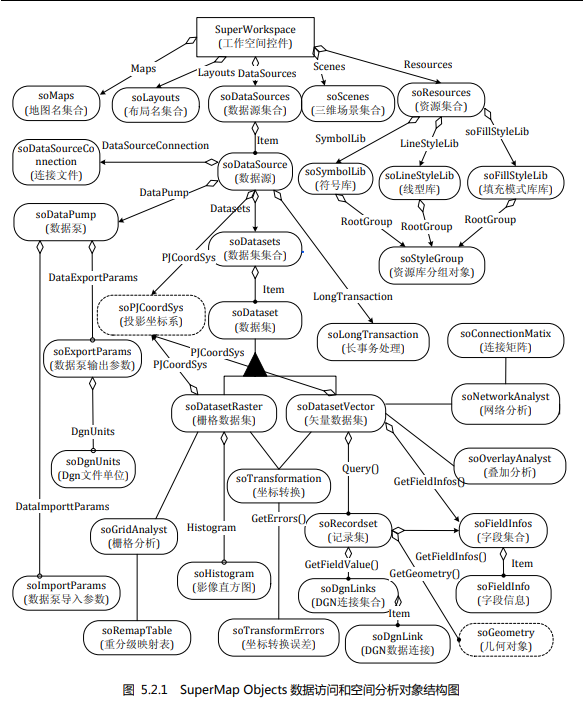 SuperWorkspace
(工作空间控件)
Maps
Layouts
DataSources
Scenes
Resources
soMaps
(地图名集合)
soLayouts
(布局名集合)
soDataSources
(数据源集合)
soScenes
(三维场景集合)
soResources
(资源集合)
SymbolLib
LineStyleLib
soFillStyleLib
Item
DataSourceConnection
soDataSourceCo
nnection
(连接文件)
soDataSource
(数据源)
soSymbolLib
(符号库)
soLineStyleLib
(线型库)
soFillStyleLib
(填充模式库库)
DataPump
Datasets
RootGroup
RootGroup
RootGroup
soDataPump
(数据泵)
PJCoordSys
soDatasets
(数据集集合)
soStyleGroup
(资源库分组对象)
DataExportParams
Item
LongTransaction
soPJCoordSys
(投影坐标系)
soDataset
(数据集)
soLongTransaction
(长事务处理)
soConnectionMatix
(连接矩阵)
soExportParams
(数据泵输出参数)
PJCoordSys
PJCoordSys
soDatasetRaster
(栅格数据集)
soDatasetVector
(矢量数据集)
soNetworkAnalyst
(网络分析)
DgnUnits
soDgnUnits
(Dgn文件单位)
soTransformation
(坐标转换)
Query()
soOverlayAnalyst
(叠加分析)
GetFieldInfos()
DataImporttParams
soGridAnalyst
(栅格分析)
Histogram
GetErrors()
soRecordset
(记录集)
soFieldInfos
(字段集合)
GetFieldInfos()
GetFieldValue()
Item
GetGeometry()
soImportParams
(数据泵导入参数)
soHistogram
(影像直方图)
soDgnLinks
(DGN连接集合)
soFieldInfo
(字段信息)
Item
soRemapTable
(重分级映射表)
soTransformErrors
(坐标转换误差)
soDgnLink
(DGN数据连接)
soGeometry
(几何对象)
图 5.2.1 SuperMap Objects 数据访问和空间分析对象结构图